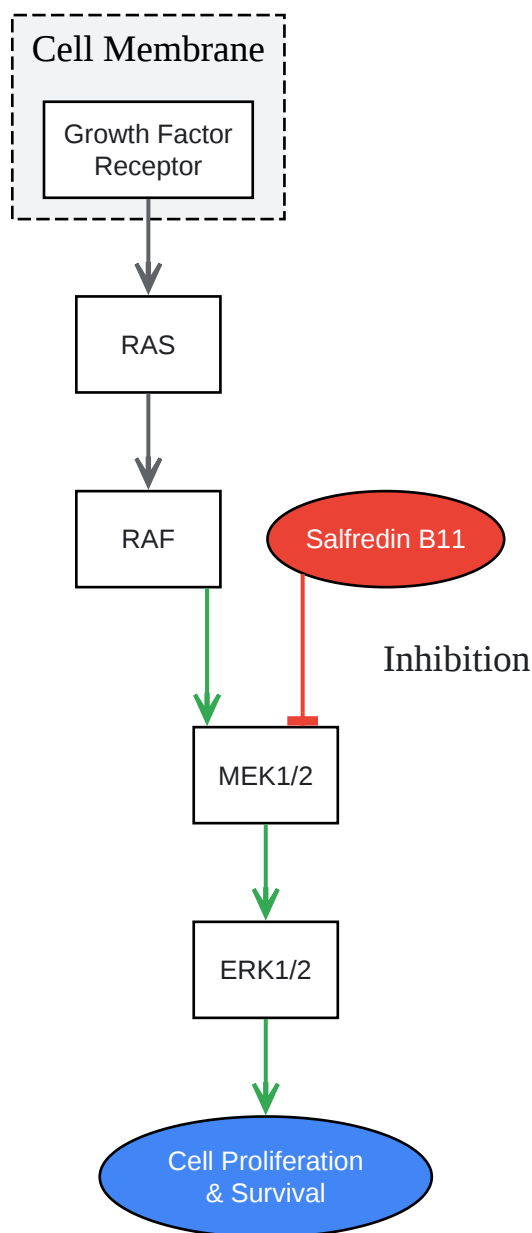 Cell Membrane
Growth Factor
Receptor
RAS
RAF
Salfredin B11
Inhibition
MEK1/2
ERK1/2
Cell Proliferation
& Survival